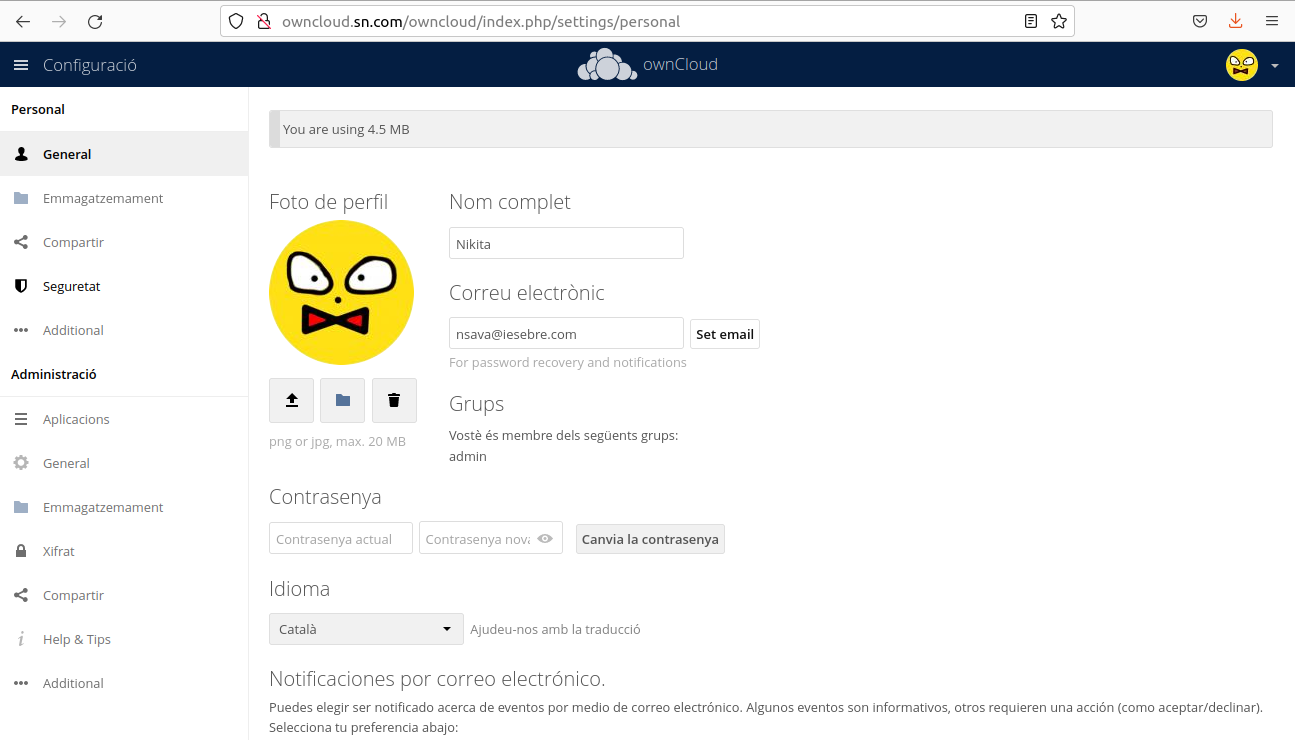 owncloud.sn.com/owncloud/index.php/settings/personal
Configuració
ownCloud
Personal
General
Emmagatzemament
Compartir
Seguretat
Additional
Administració
Aplicacions
General
Emmagatzemament
Xifrat
Compartir
Help & Tips
Additional
You are using 4.5 MB
Foto de perfil
png or jpg, max. 20 MB
Nom complet
Nikita
Correu electrònic
nsava@iesebre.com
Set email
For password recovery and notifications
Grups
Vostè és membre dels següents grups:
admin
Contrasenya
Contrasenya actual
Contrasenya nova
Canvia la contrasenya
Idioma
Català
Ajudeu-nos amb la traducció
Notificaciones por correo electrónico.
Puedes elegir ser notificado acerca de eventos por medio de correo electrónico. Algunos eventos son informativos, otros requieren una acción (como aceptar/declinar).
Selecciona tu preferencia abajo: